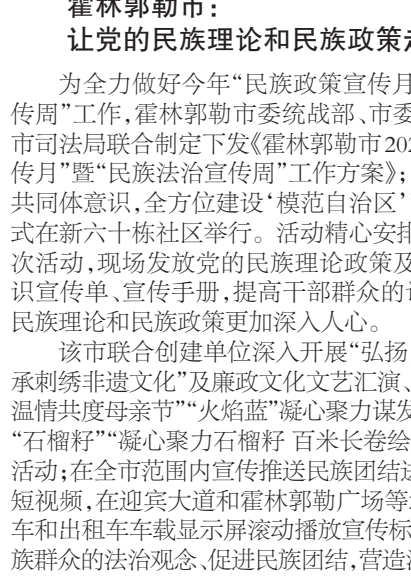 霍林郭勒市:
让党的民族理论和民族政策
为全力做好今年“民族政策宣传月
传周”工作,霍林郭勒市委统战部、市委
市司法局联合制定下发《霍林郭勒市202
传月”暨“民族法治宣传周”工作方案》;
共同体意识,全方位建设‘模范自治区’
式在新六十栋社区举行。活动精心安排
次活动,现场发放党的民族理论政策及
识宣传单、宣传手册,提高干部群众的
民族理论和民族政策更加深入人心。
该市联合创建单位深入开展“弘扬
承刺绣非遗文化”及廉政文化文艺汇演、
温情共度母亲节”“火焰蓝”凝心聚力谋发
“石榴籽”“凝心聚力石榴籽 百米长卷绘
活动;在全市范围内宣传推送民族团结进
短视频,在迎宾大道和霍林郭勒广场等
车和出租车车载显示屏滚动播放宣传标
族群众的法治观念、促进民族团结,营造